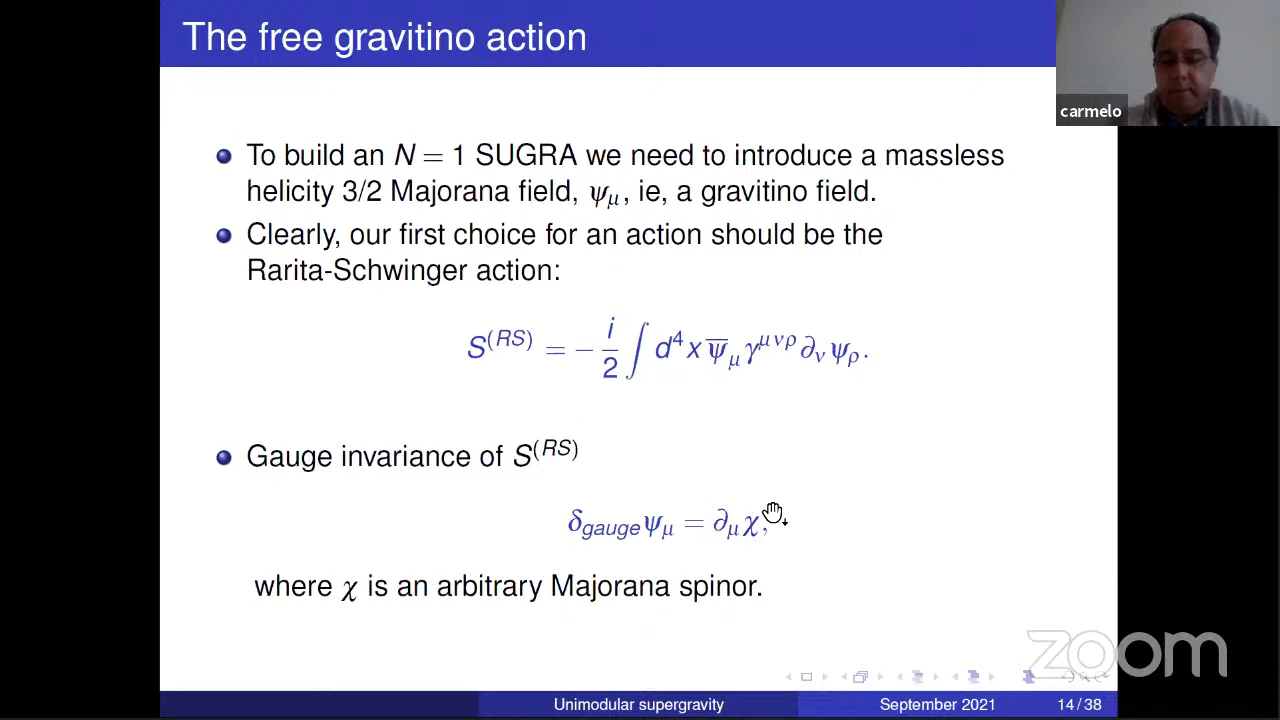 The free gravitino action
carmelo
To build an N = 1 SUGRA we need to introduce a massless
helicity 3/2 Majorana field, ψ_μ, ie, a gravitino field.
Clearly, our first choice for an action should be the
Rarita-Schwinger action:
S^(RS) = − i/2 ∫ d⁴x ψ̅_μ γ^μνρ ∂_ν ψ_ρ.
Gauge invariance of S^(RS)
δ_gauge ψ_μ = ∂_μ χ,
where χ is an arbitrary Majorana spinor.
zoom
Unimodular supergravity
September 2021
14 / 38